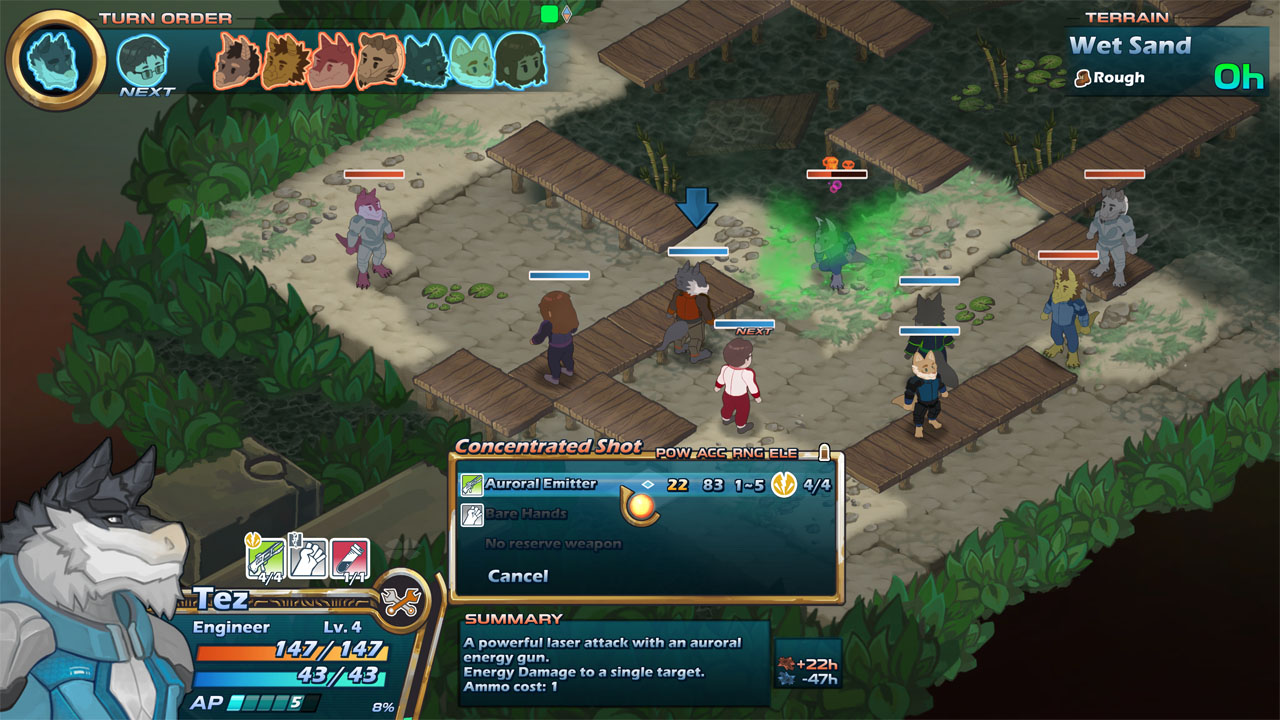 TURN ORDER
NEXT
TERRAIN
Wet Sand
Rough
0h
NEXT
Concentrated Shot
POW ACC RNG ELE
Auroral Emitter 22 83 1~5 4/4
Bare Hands
No reserve weapon
Cancel
4/4 1/1
Tez
Engineer Lv. 4
147/147
43/43
AP 5 8%
SUMMARY
A powerful laser attack with an auroral
energy gun.
Energy Damage to a single target.
Ammo cost: 1
+22h
-47h